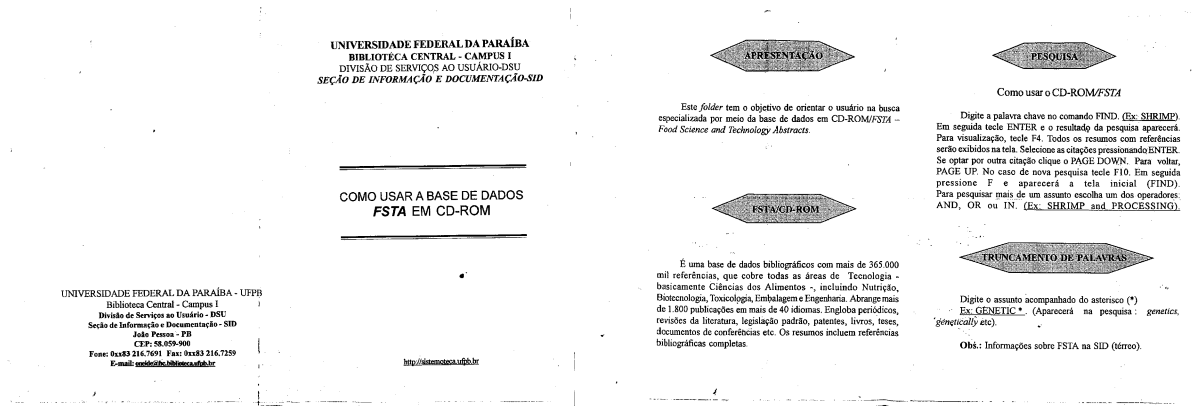 UNIVERSIDADE FEDERAL DA PARAÍBA - UFPB
Biblioteca Central - Campus I
Divisão de Serviços ao Usuário - DSU
Seção de Informação e Documentação - SID
João Pessoa - PB
CEP: 58.059-900
Fone: 0xx83 216.7691 Fax: 0xx83 216.7259
E-mail: eneide@bc.biblioteca.ufpb.br
UNIVERSIDADE FEDERAL DA PARAÍBA
BIBLIOTECA CENTRAL - CAMPUS I
DIVISÃO DE SERVIÇOS AO USUÁRIO-DSU
SEÇÃO DE INFORMAÇÃO E DOCUMENTAÇÃO-SID
COMO USAR A BASE DE DADOS
FSTA EM CD-ROM
http://sistemoteca.ufpb.br
APRESENTAÇÃO
Este folder tem o objetivo de orientar o usuário na busca
especializada por meio da base de dados em CD-ROM/FSTA –
Food Science and Technology Abstracts.
FSTA/CD-ROM
É uma base de dados bibliográficos com mais de 365.000
mil referências, que cobre todas as áreas de Tecnologia -
basicamente Ciências dos Alimentos -, incluindo Nutrição,
Biotecnologia, Toxicologia, Embalagem e Engenharia. Abrange mais
de 1.800 publicações em mais de 40 idiomas. Engloba periódicos,
revisões da literatura, legislação padrão, patentes, livros, teses,
documentos de conferências etc. Os resumos incluem referências
bibliográficas completas.
PESQUISA
Como usar o CD-ROM/FSTA
Digite a palavra chave no comando FIND. (Ex: SHRIMP).
Em seguida tecle ENTER e o resultado da pesquisa aparecerá.
Para visualização, tecle F4. Todos os resumos com referências
serão exibidos na tela. Selecione as citações pressionando ENTER.
Se optar por outra citação clique o PAGE DOWN. Para voltar,
PAGE UP. No caso de nova pesquisa tecle F10. Em seguida
pressione F e aparecerá a tela inicial (FIND).
Para pesquisar mais de um assunto escolha um dos operadores:
AND, OR ou IN. (Ex: SHRIMP and PROCESSING).
TRUNCAMENTO DE PALAVRAS
Digite o assunto acompanhado do asterisco (*)
Ex: GENETIC * . (Aparecerá na pesquisa : genetics,
genetically etc).
Obs.: Informações sobre FSTA na SID (térreo).